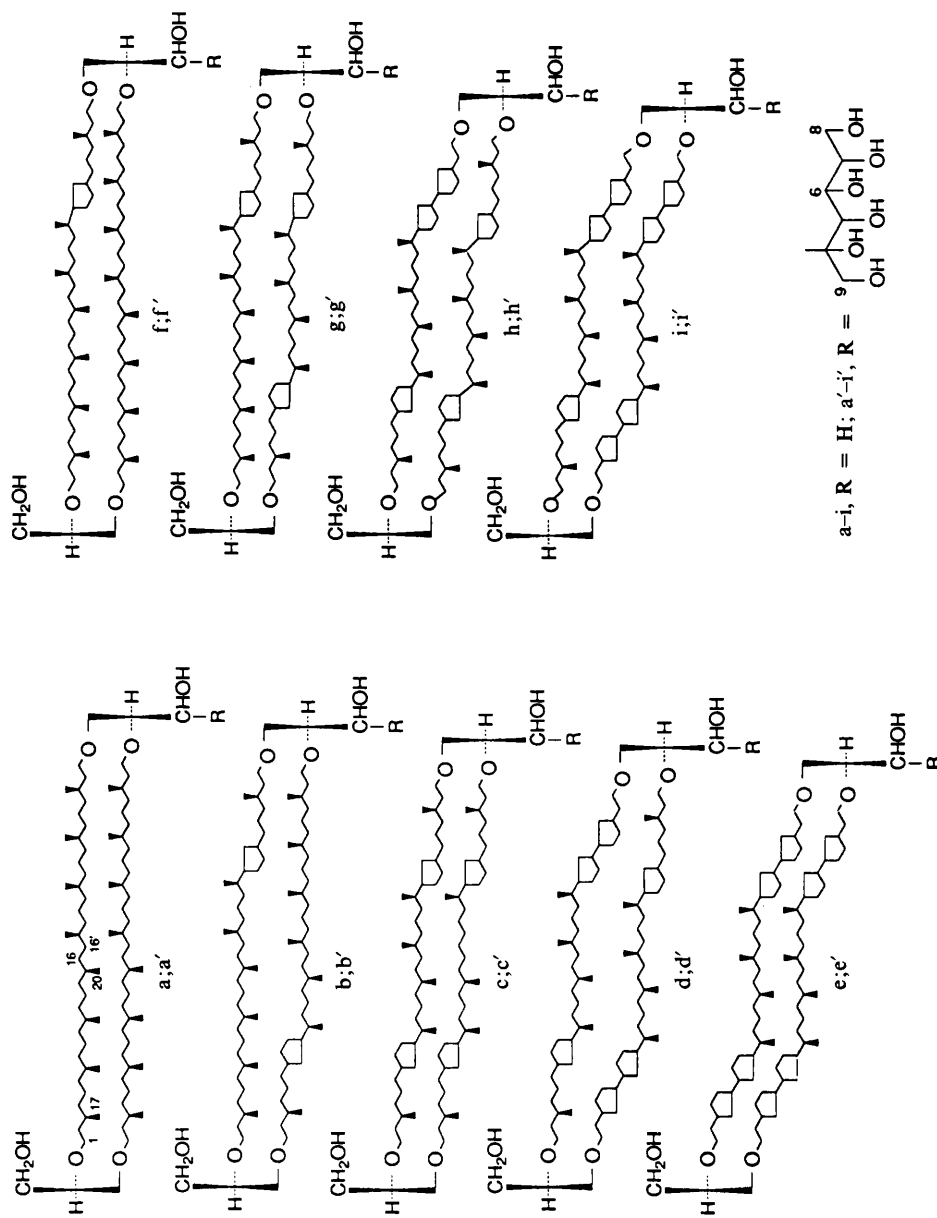 CH₂OH
O
16
H O
1 17
20 16′
O H
O
a;a′
CHOH
R
CH₂OH
O
H O
O H
O
b;b′
CHOH
R
CH₂OH
O
H O
O H
O
c;c′
CHOH
R
CH₂OH
O
H O
O H
O
d;d′
CHOH
R
CH₂OH
O
H O
O H
O
e;e′
CHOH
R
CH₂OH
O
H O
O H
O
f;f′
CHOH
R
CH₂OH
O
H O
O H
O
g;g′
CHOH
R
CH₂OH
O
H O
O H
O
h;h′
CHOH
R
CH₂OH
O
H O
O H
O
i;i′
CHOH
R
9 6 8
a–i, R = H; a′–i′, R =
OH OH OH OH OH OH